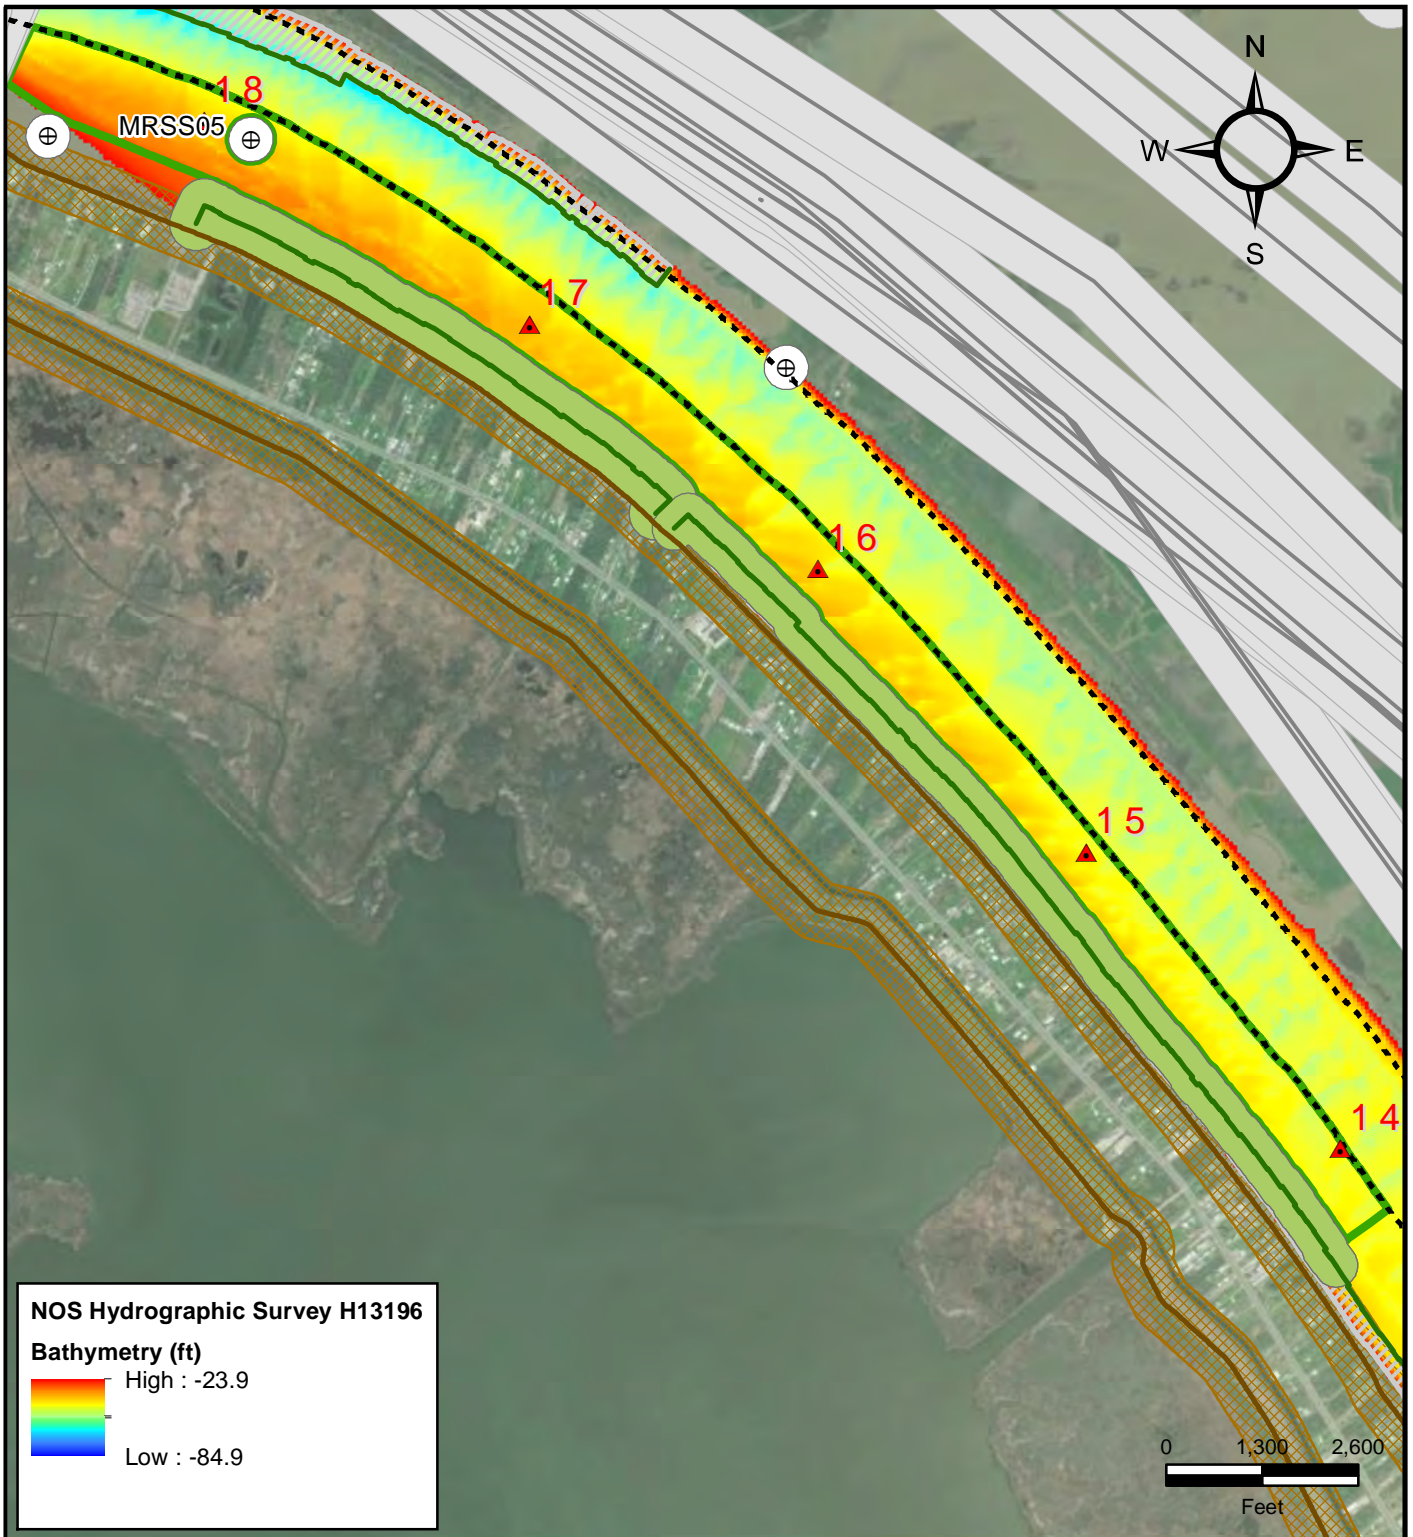 N
W E
S
18
MRSS05
17
16
15
14
NOS Hydrographic Survey H13196
Bathymetry (ft)
High : -23.9
Low : -84.9
0 1,300 2,600
Feet